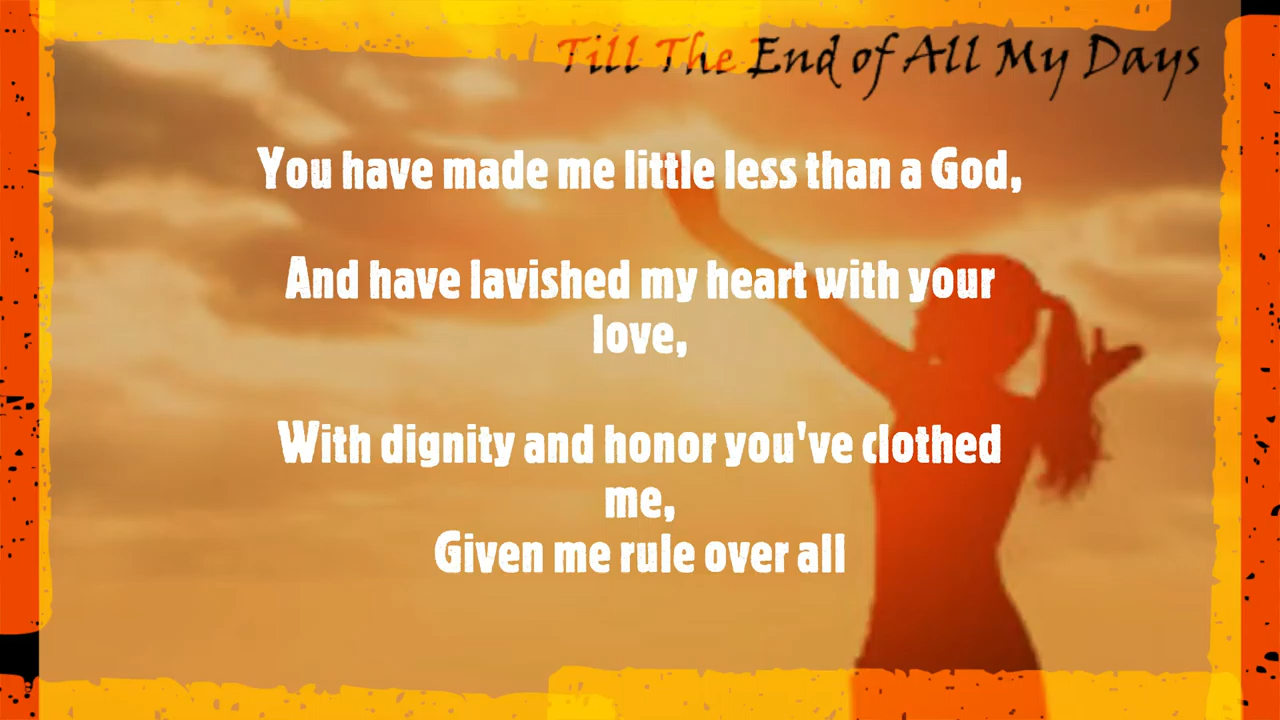 Till The End of All My Days
You have made me little less than a God,
And have lavished my heart with your
love,
With dignity and honor you've clothed
me,
Given me rule over all